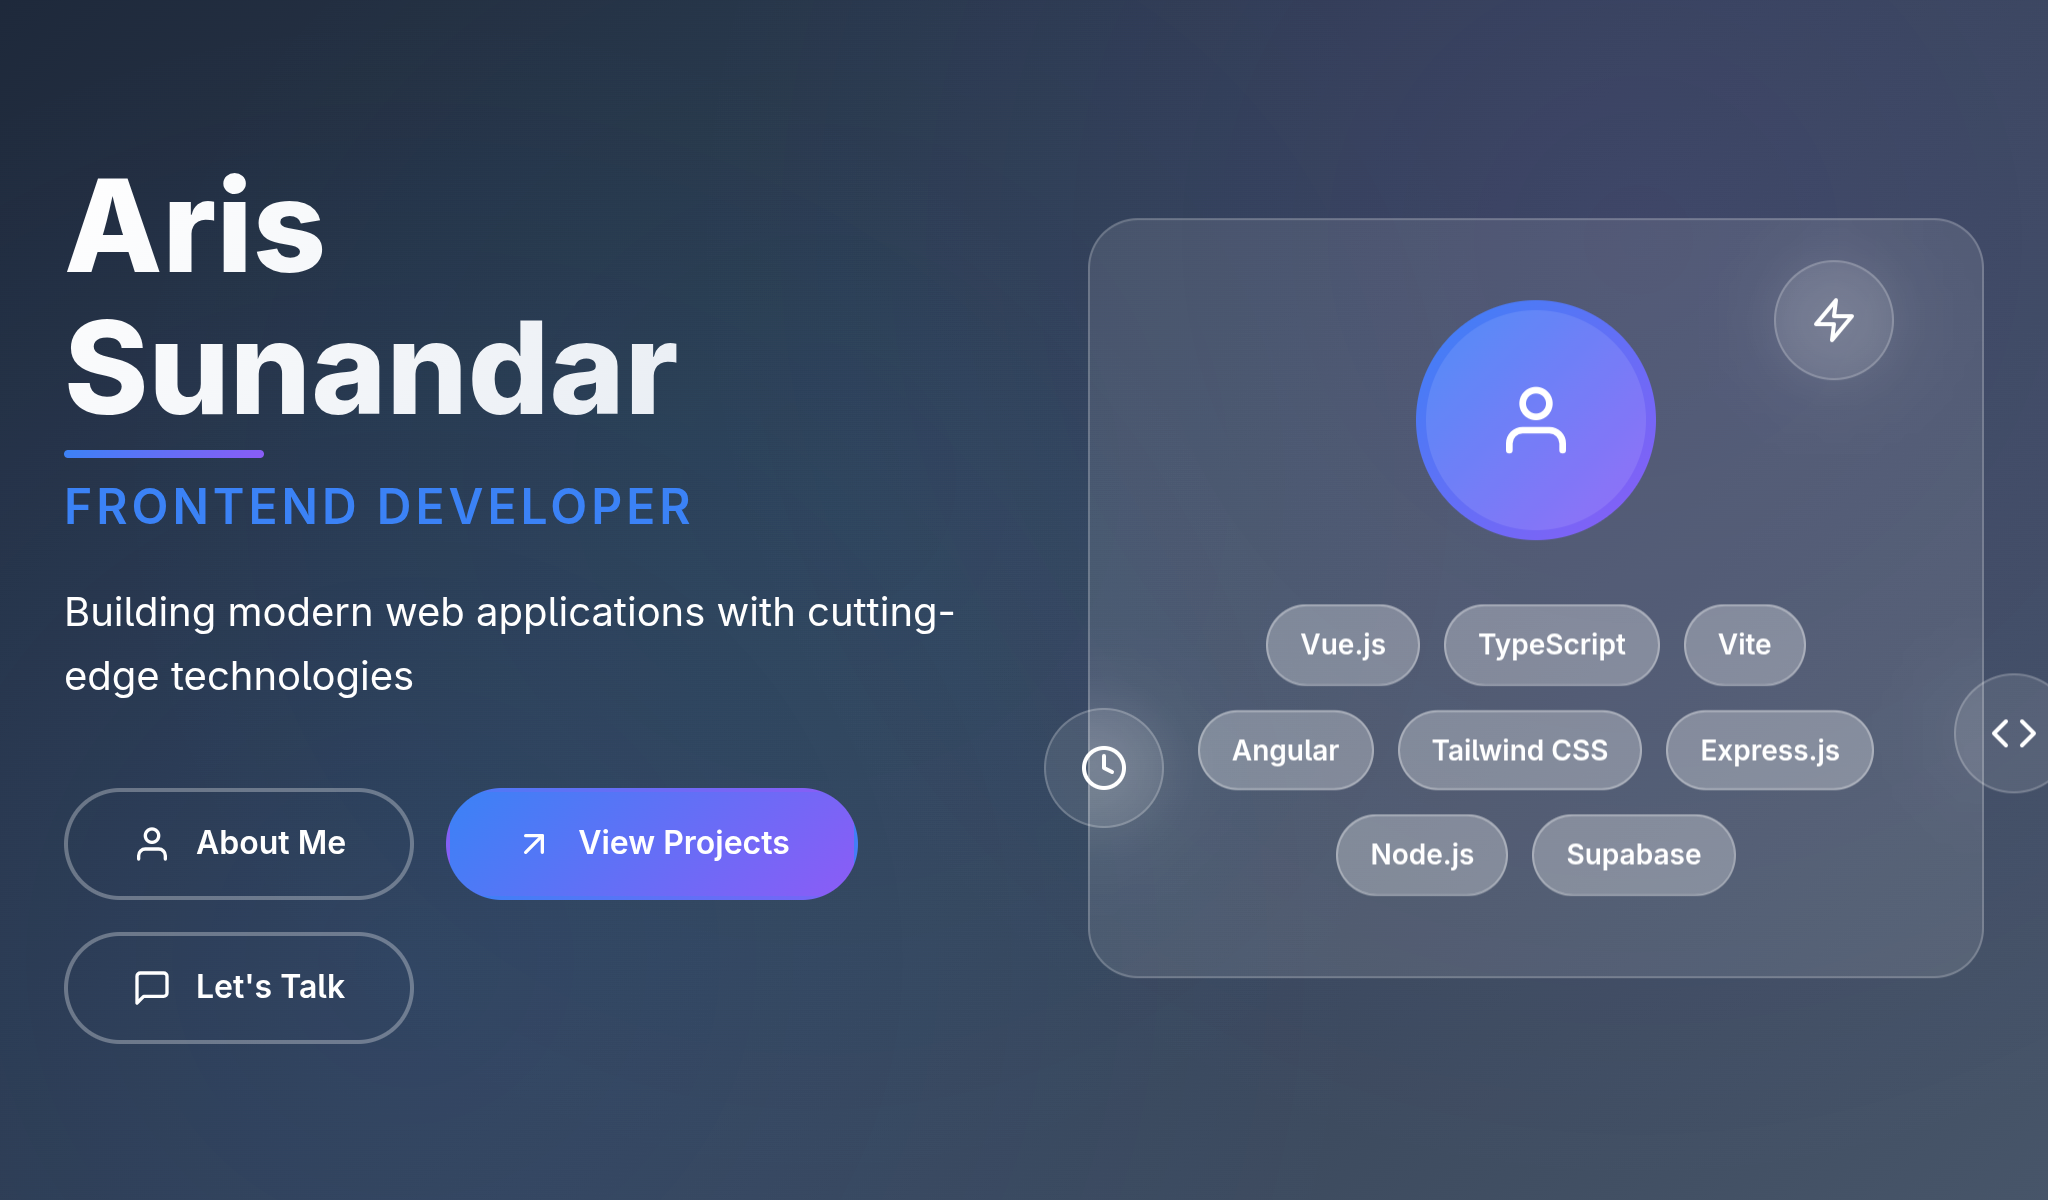 Aris
Sunandar
FRONTEND DEVELOPER
Building modern web applications with cutting-
edge technologies
About Me
View Projects
Let's Talk
Vue.js
TypeScript
Vite
Angular
Tailwind CSS
Express.js
Node.js
Supabase